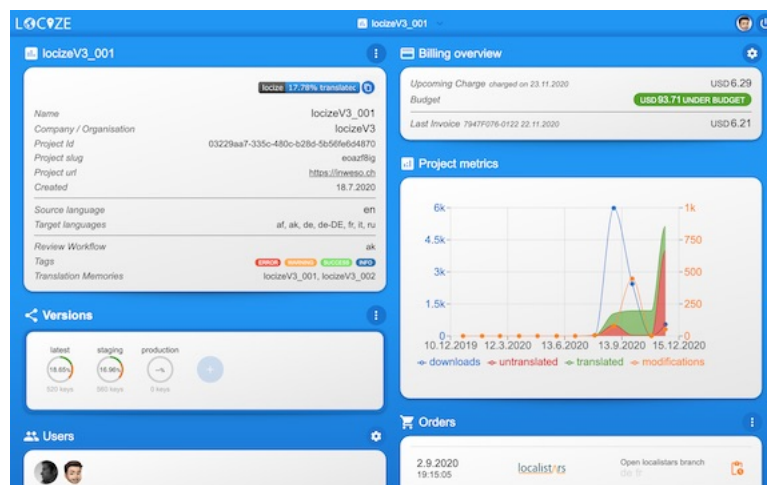 LOCIZE
locizeV3_001
locizeV3_001
locize 17.78% translated
Name locizeV3_001
Company / Organisation locizeV3
Project Id 03229aa7-335c-480c-b28d-5b56fe6d4870
Project slug eoazf8ig
Project url https://inweso.ch
Created 18.7.2020
Source language en
Target languages af, ak, de, de-DE, fr, it, ru
Review Workflow ak
Tags ERROR WARNING SUCCESS INFO
Translation Memories locizeV3_001, locizeV3_002
Versions
latest staging production
18.65% 16.96% -%
520 keys 560 keys 0 keys
+
Users
Billing overview
Upcoming Charge charged on 23.11.2020 USD 6.29
Budget USD 93.71 UNDER BUDGET
Last Invoice 7947F076-0122 22.11.2020 USD 6.21
Project metrics
6k 1k
4.5k 750
3k 500
1.5k 250
0 0
10.12.2019 12.3.2020 13.6.2020 13.9.2020 15.12.2020
downloads untranslated translated modifications
Orders
2.9.2020 localistars Open localistars branch
19:15:05 de fr